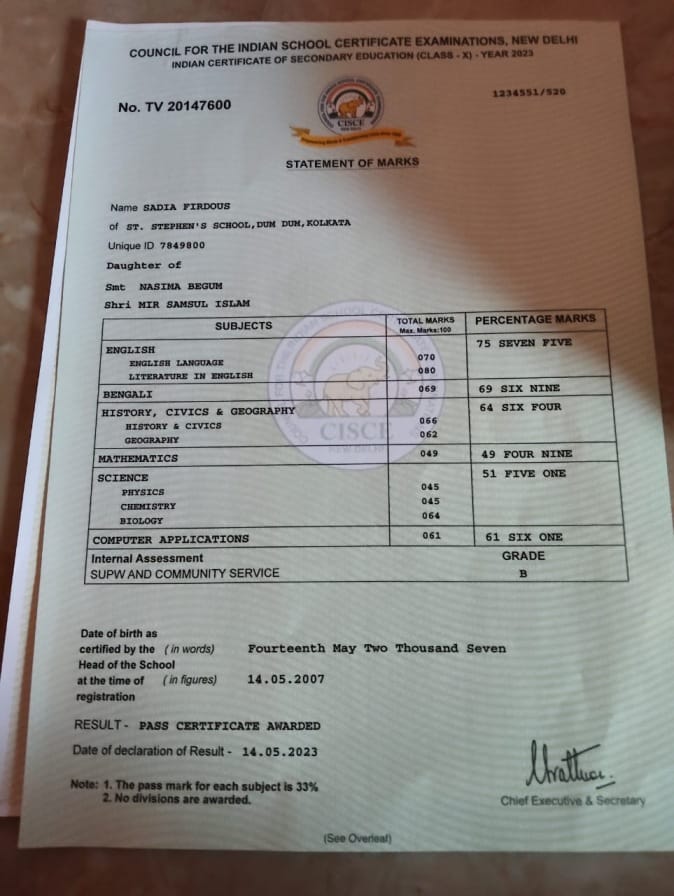 COUNCIL FOR THE INDIAN SCHOOL CERTIFICATE EXAMINATIONS, NEW DELHI
INDIAN CERTIFICATE OF SECONDARY EDUCATION (CLASS - X) - YEAR 2023
No. TV 20147600
1234551/520
CISCE
NEW DELHI
STATEMENT OF MARKS
Name SADIA FIRDOUS
of ST. STEPHEN'S SCHOOL, DUM DUM, KOLKATA
Unique ID 7849800
Daughter of
Smt NASIMA BEGUM
Shri MIR SAMSUL ISLAM
SUBJECTS TOTAL MARKS Max. Marks:100 PERCENTAGE MARKS
ENGLISH 75 SEVEN FIVE
ENGLISH LANGUAGE 070
LITERATURE IN ENGLISH 080
BENGALI 069 69 SIX NINE
HISTORY, CIVICS & GEOGRAPHY 64 SIX FOUR
HISTORY & CIVICS 066
GEOGRAPHY 062
MATHEMATICS 049 49 FOUR NINE
SCIENCE 51 FIVE ONE
PHYSICS 045
CHEMISTRY 045
BIOLOGY 064
COMPUTER APPLICATIONS 061 61 SIX ONE
Internal Assessment GRADE
SUPW AND COMMUNITY SERVICE B
CISCE
NEW DELHI
Date of birth as
certified by the (in words) Fourteenth May Two Thousand Seven
Head of the School
at the time of (in figures) 14.05.2007
registration
RESULT - PASS CERTIFICATE AWARDED
Date of declaration of Result - 14.05.2023
Note: 1. The pass mark for each subject is 33%
2. No divisions are awarded.
Chief Executive & Secretary
(See Overleaf)